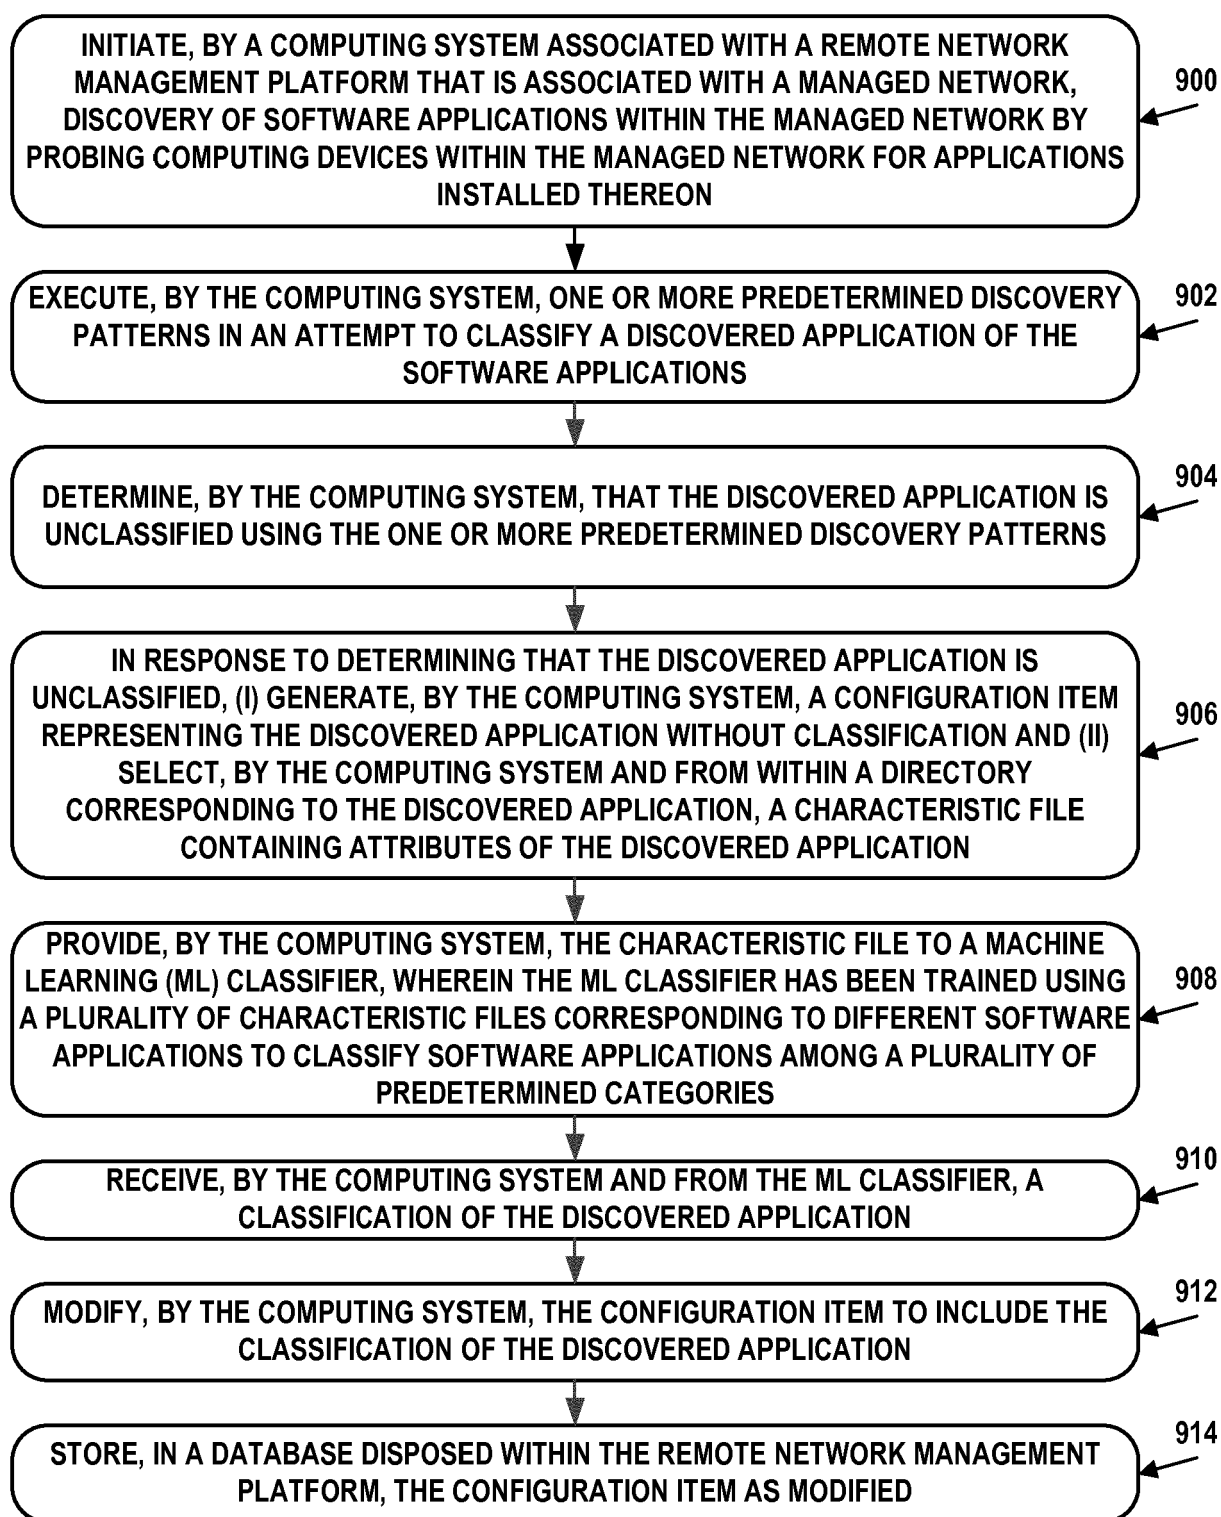 INITIATE, BY A COMPUTING SYSTEM ASSOCIATED WITH A REMOTE NETWORK
MANAGEMENT PLATFORM THAT IS ASSOCIATED WITH A MANAGED NETWORK,
DISCOVERY OF SOFTWARE APPLICATIONS WITHIN THE MANAGED NETWORK BY
PROBING COMPUTING DEVICES WITHIN THE MANAGED NETWORK FOR APPLICATIONS
INSTALLED THEREON
900
EXECUTE, BY THE COMPUTING SYSTEM, ONE OR MORE PREDETERMINED DISCOVERY
PATTERNS IN AN ATTEMPT TO CLASSIFY A DISCOVERED APPLICATION OF THE
SOFTWARE APPLICATIONS
902
DETERMINE, BY THE COMPUTING SYSTEM, THAT THE DISCOVERED APPLICATION IS
UNCLASSIFIED USING THE ONE OR MORE PREDETERMINED DISCOVERY PATTERNS
904
IN RESPONSE TO DETERMINING THAT THE DISCOVERED APPLICATION IS
UNCLASSIFIED, (I) GENERATE, BY THE COMPUTING SYSTEM, A CONFIGURATION ITEM
REPRESENTING THE DISCOVERED APPLICATION WITHOUT CLASSIFICATION AND (II)
SELECT, BY THE COMPUTING SYSTEM AND FROM WITHIN A DIRECTORY
CORRESPONDING TO THE DISCOVERED APPLICATION, A CHARACTERISTIC FILE
CONTAINING ATTRIBUTES OF THE DISCOVERED APPLICATION
906
PROVIDE, BY THE COMPUTING SYSTEM, THE CHARACTERISTIC FILE TO A MACHINE
LEARNING (ML) CLASSIFIER, WHEREIN THE ML CLASSIFIER HAS BEEN TRAINED USING
A PLURALITY OF CHARACTERISTIC FILES CORRESPONDING TO DIFFERENT SOFTWARE
APPLICATIONS TO CLASSIFY SOFTWARE APPLICATIONS AMONG A PLURALITY OF
PREDETERMINED CATEGORIES
908
RECEIVE, BY THE COMPUTING SYSTEM AND FROM THE ML CLASSIFIER, A
CLASSIFICATION OF THE DISCOVERED APPLICATION
910
MODIFY, BY THE COMPUTING SYSTEM, THE CONFIGURATION ITEM TO INCLUDE THE
CLASSIFICATION OF THE DISCOVERED APPLICATION
912
STORE, IN A DATABASE DISPOSED WITHIN THE REMOTE NETWORK MANAGEMENT
PLATFORM, THE CONFIGURATION ITEM AS MODIFIED
914